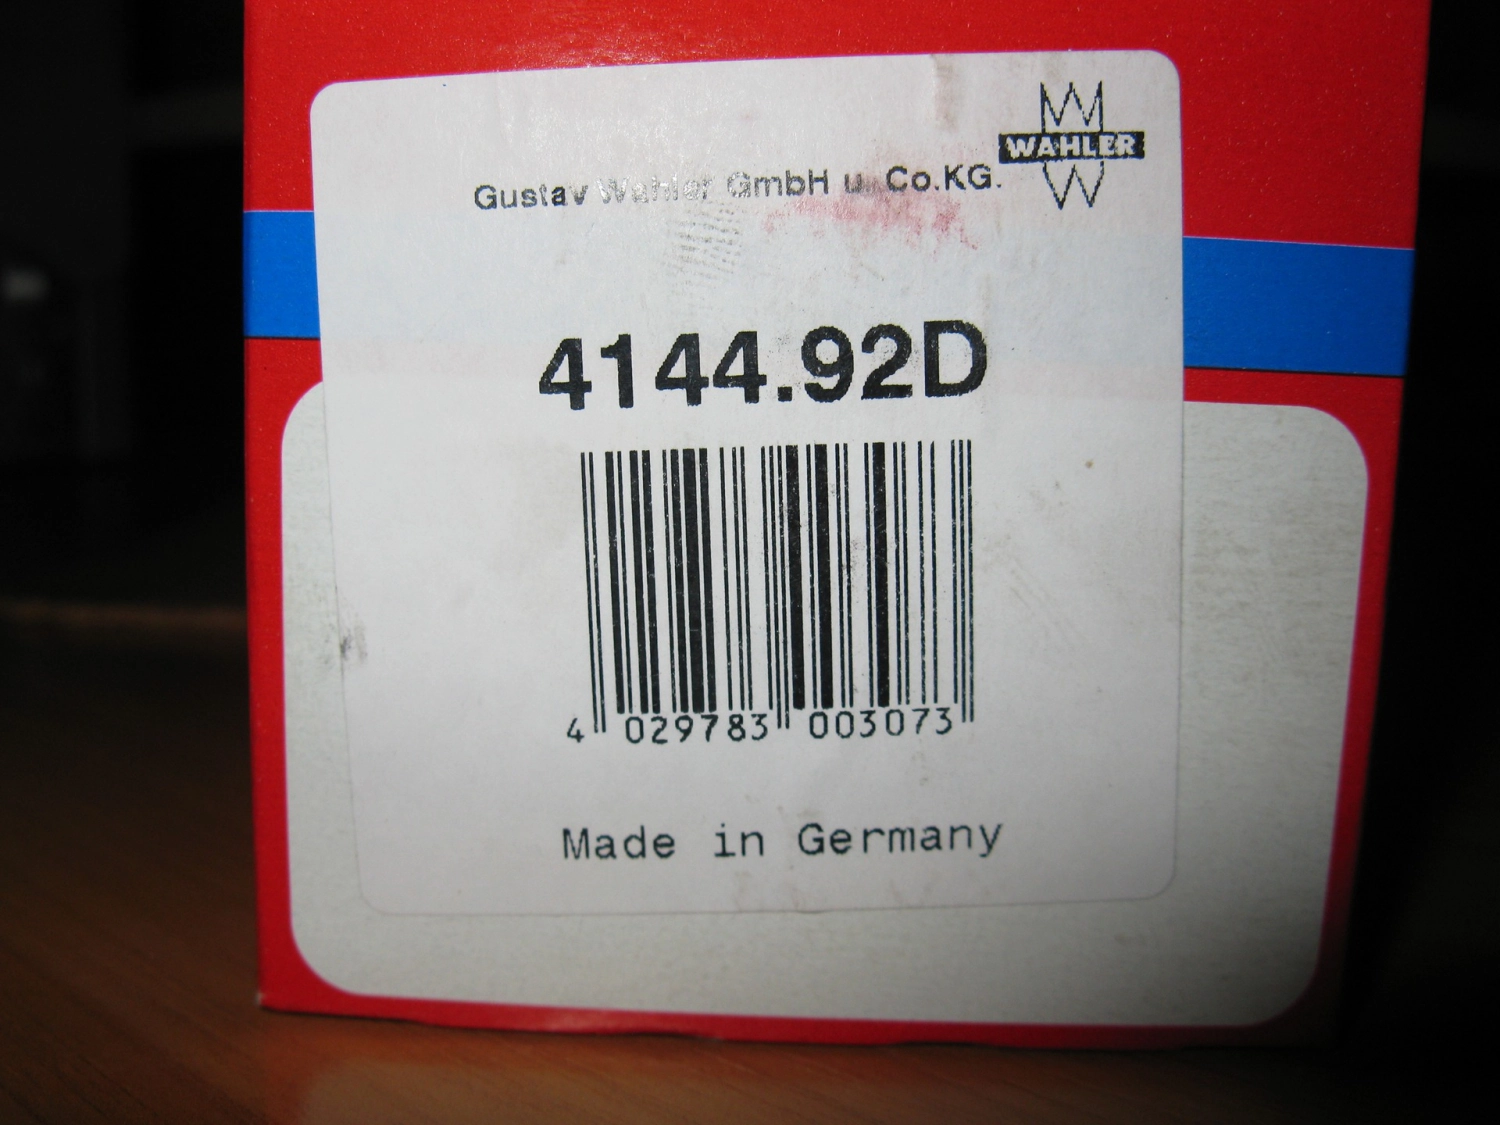 WAHLER
Gustav Wahler GmbH u. Co.KG.
4144.92D
4 029783 003073
Made in Germany